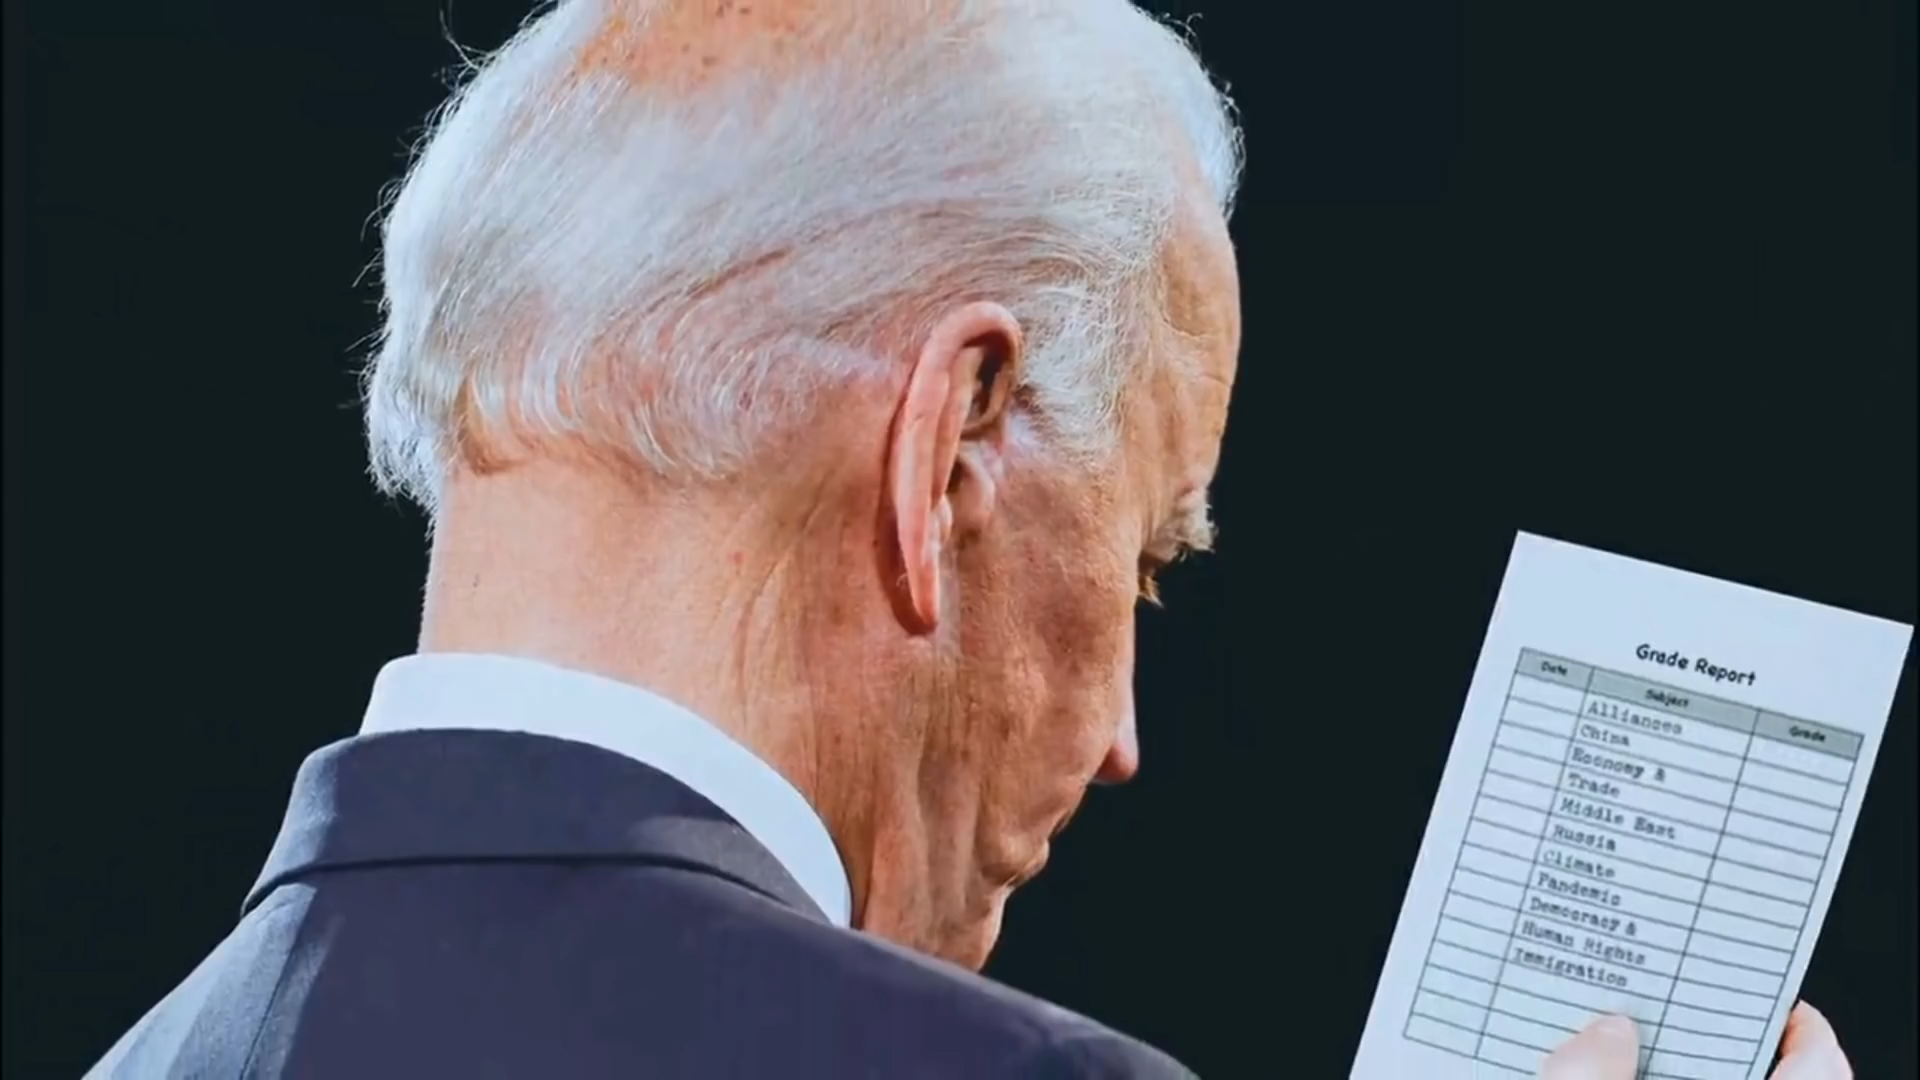 Grade Report
Date Subject Grade
Alliances
China
Economy &
Trade
Middle East
Russia
Climate
Pandemic
Democracy &
Human Rights
Immigration